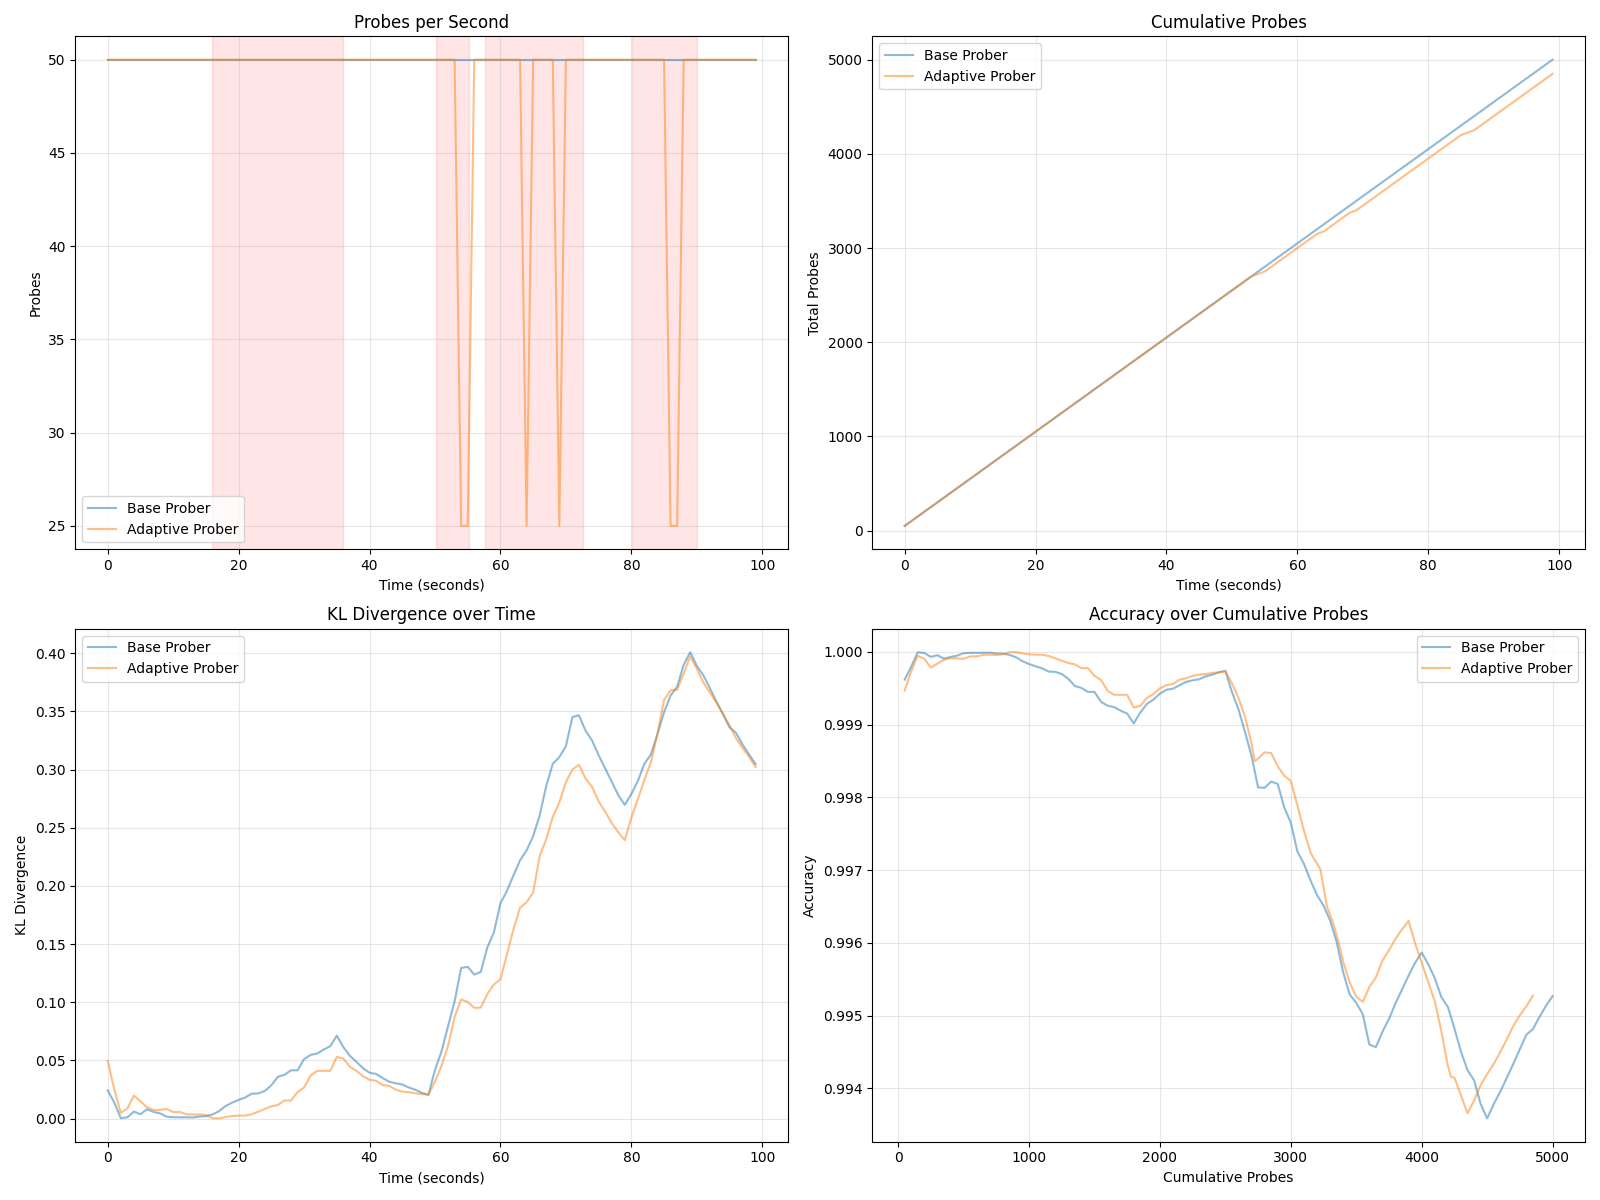 Probes per Second
50
45
40
35
30
25
Probes
Base Prober
Adaptive Prober
0 20 40 60 80 100
Time (seconds)
Cumulative Probes
Base Prober
Adaptive Prober
5000
4000
3000
2000
1000
0
Total Probes
0 20 40 60 80 100
Time (seconds)
KL Divergence over Time
Base Prober
Adaptive Prober
0.40
0.35
0.30
0.25
0.20
0.15
0.10
0.05
0.00
KL Divergence
0 20 40 60 80 100
Time (seconds)
Accuracy over Cumulative Probes
Base Prober
Adaptive Prober
1.000
0.999
0.998
0.997
0.996
0.995
0.994
Accuracy
0 1000 2000 3000 4000 5000
Cumulative Probes